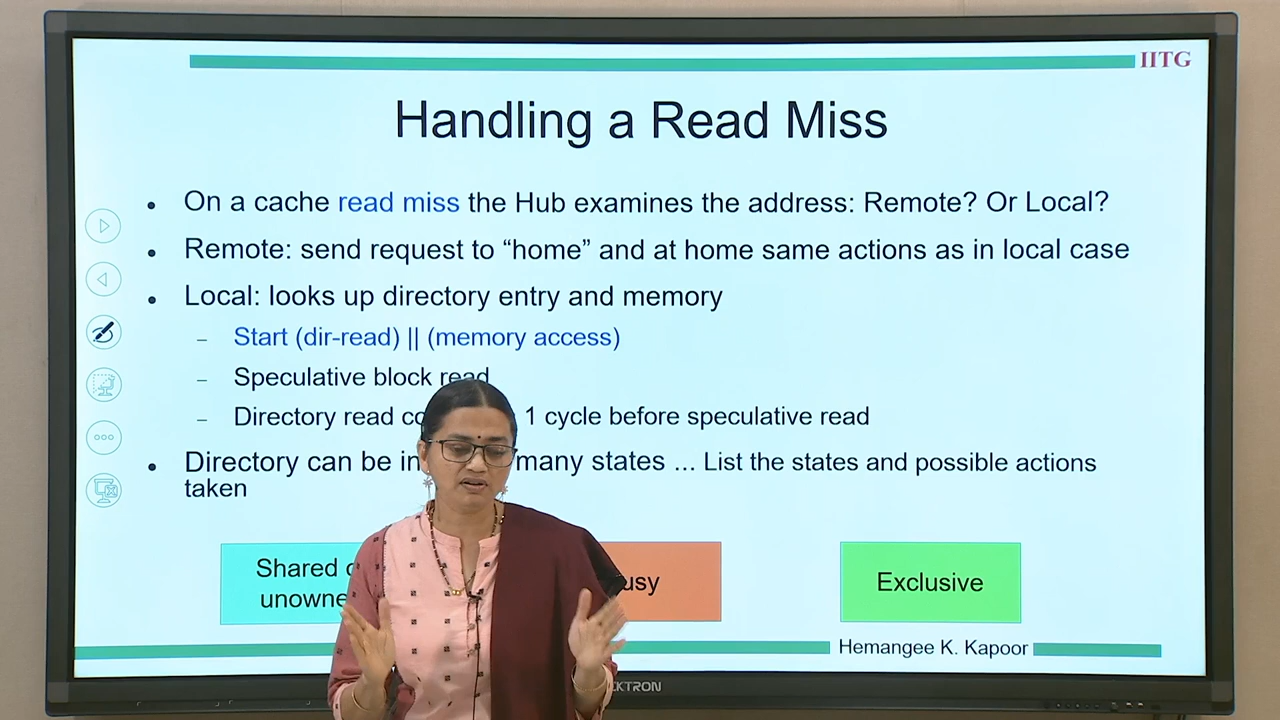 IITG
Handling a Read Miss
• On a cache read miss the Hub examines the address: Remote? Or Local?
• Remote: send request to “home” and at home same actions as in local case
• Local: looks up directory entry and memory
– Start (dir-read) || (memory access)
– Speculative block read
– Directory read 1 cycle before speculative read
• Directory can be in many states ... List the states and possible actions
taken
Shared
Exclusive
Hemangee K. Kapoor